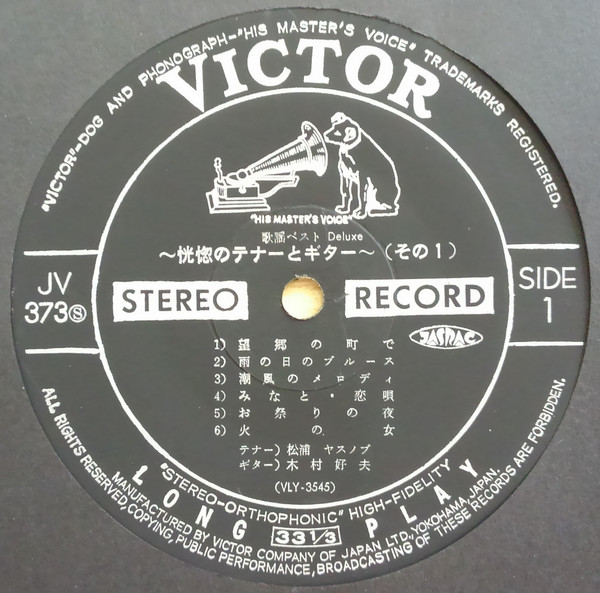 "VICTOR"-DOG AND PHONOGRAPH-"HIS MASTER'S VOICE" TRADEMARKS REGISTERED.
VICTOR
"HIS MASTER'S VOICE"
歌謡ベスト Deluxe
〜恍惚のテナーとギター〜(その1)
JV
373Ⓢ
STEREO
RECORD
SIDE
1
JASRAC
1) 望郷の町で
2) 雨の日のブルース
3) 潮風のメロディ
4) みなと・恋唄
5) お祭りの夜
6) 火の女
テナー) 松浦 ヤスノブ
ギター) 木村好夫
(VLY-3545)
"STEREO-ORTHOPHONIC" HIGH-FIDELITY
LONG 33 1/3 PLAY
MANUFACTURED BY VICTOR COMPANY OF JAPAN LTD., YOKOHAMA, JAPAN.
ALL RIGHTS RESERVED, COPYING, PUBLIC PERFORMANCE, BROADCASTING OF THESE RECORDS ARE FORBIDDEN.